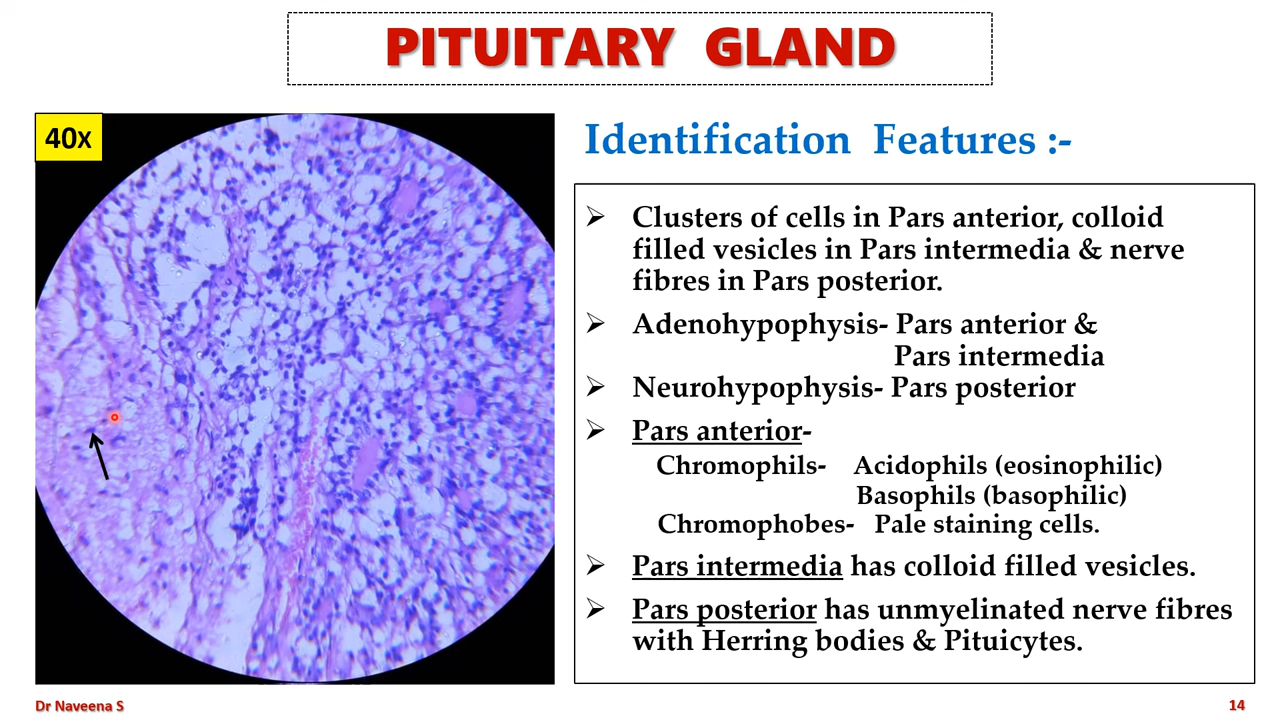 PITUITARY GLAND
40X
Identification Features :-
➢ Clusters of cells in Pars anterior, colloid
filled vesicles in Pars intermedia & nerve
fibres in Pars posterior.
➢ Adenohypophysis- Pars anterior &
Pars intermedia
➢ Neurohypophysis- Pars posterior
➢ Pars anterior-
Chromophils- Acidophils (eosinophilic)
Basophils (basophilic)
Chromophobes- Pale staining cells.
➢ Pars intermedia has colloid filled vesicles.
➢ Pars posterior has unmyelinated nerve fibres
with Herring bodies & Pituicytes.
Dr Naveena S
14